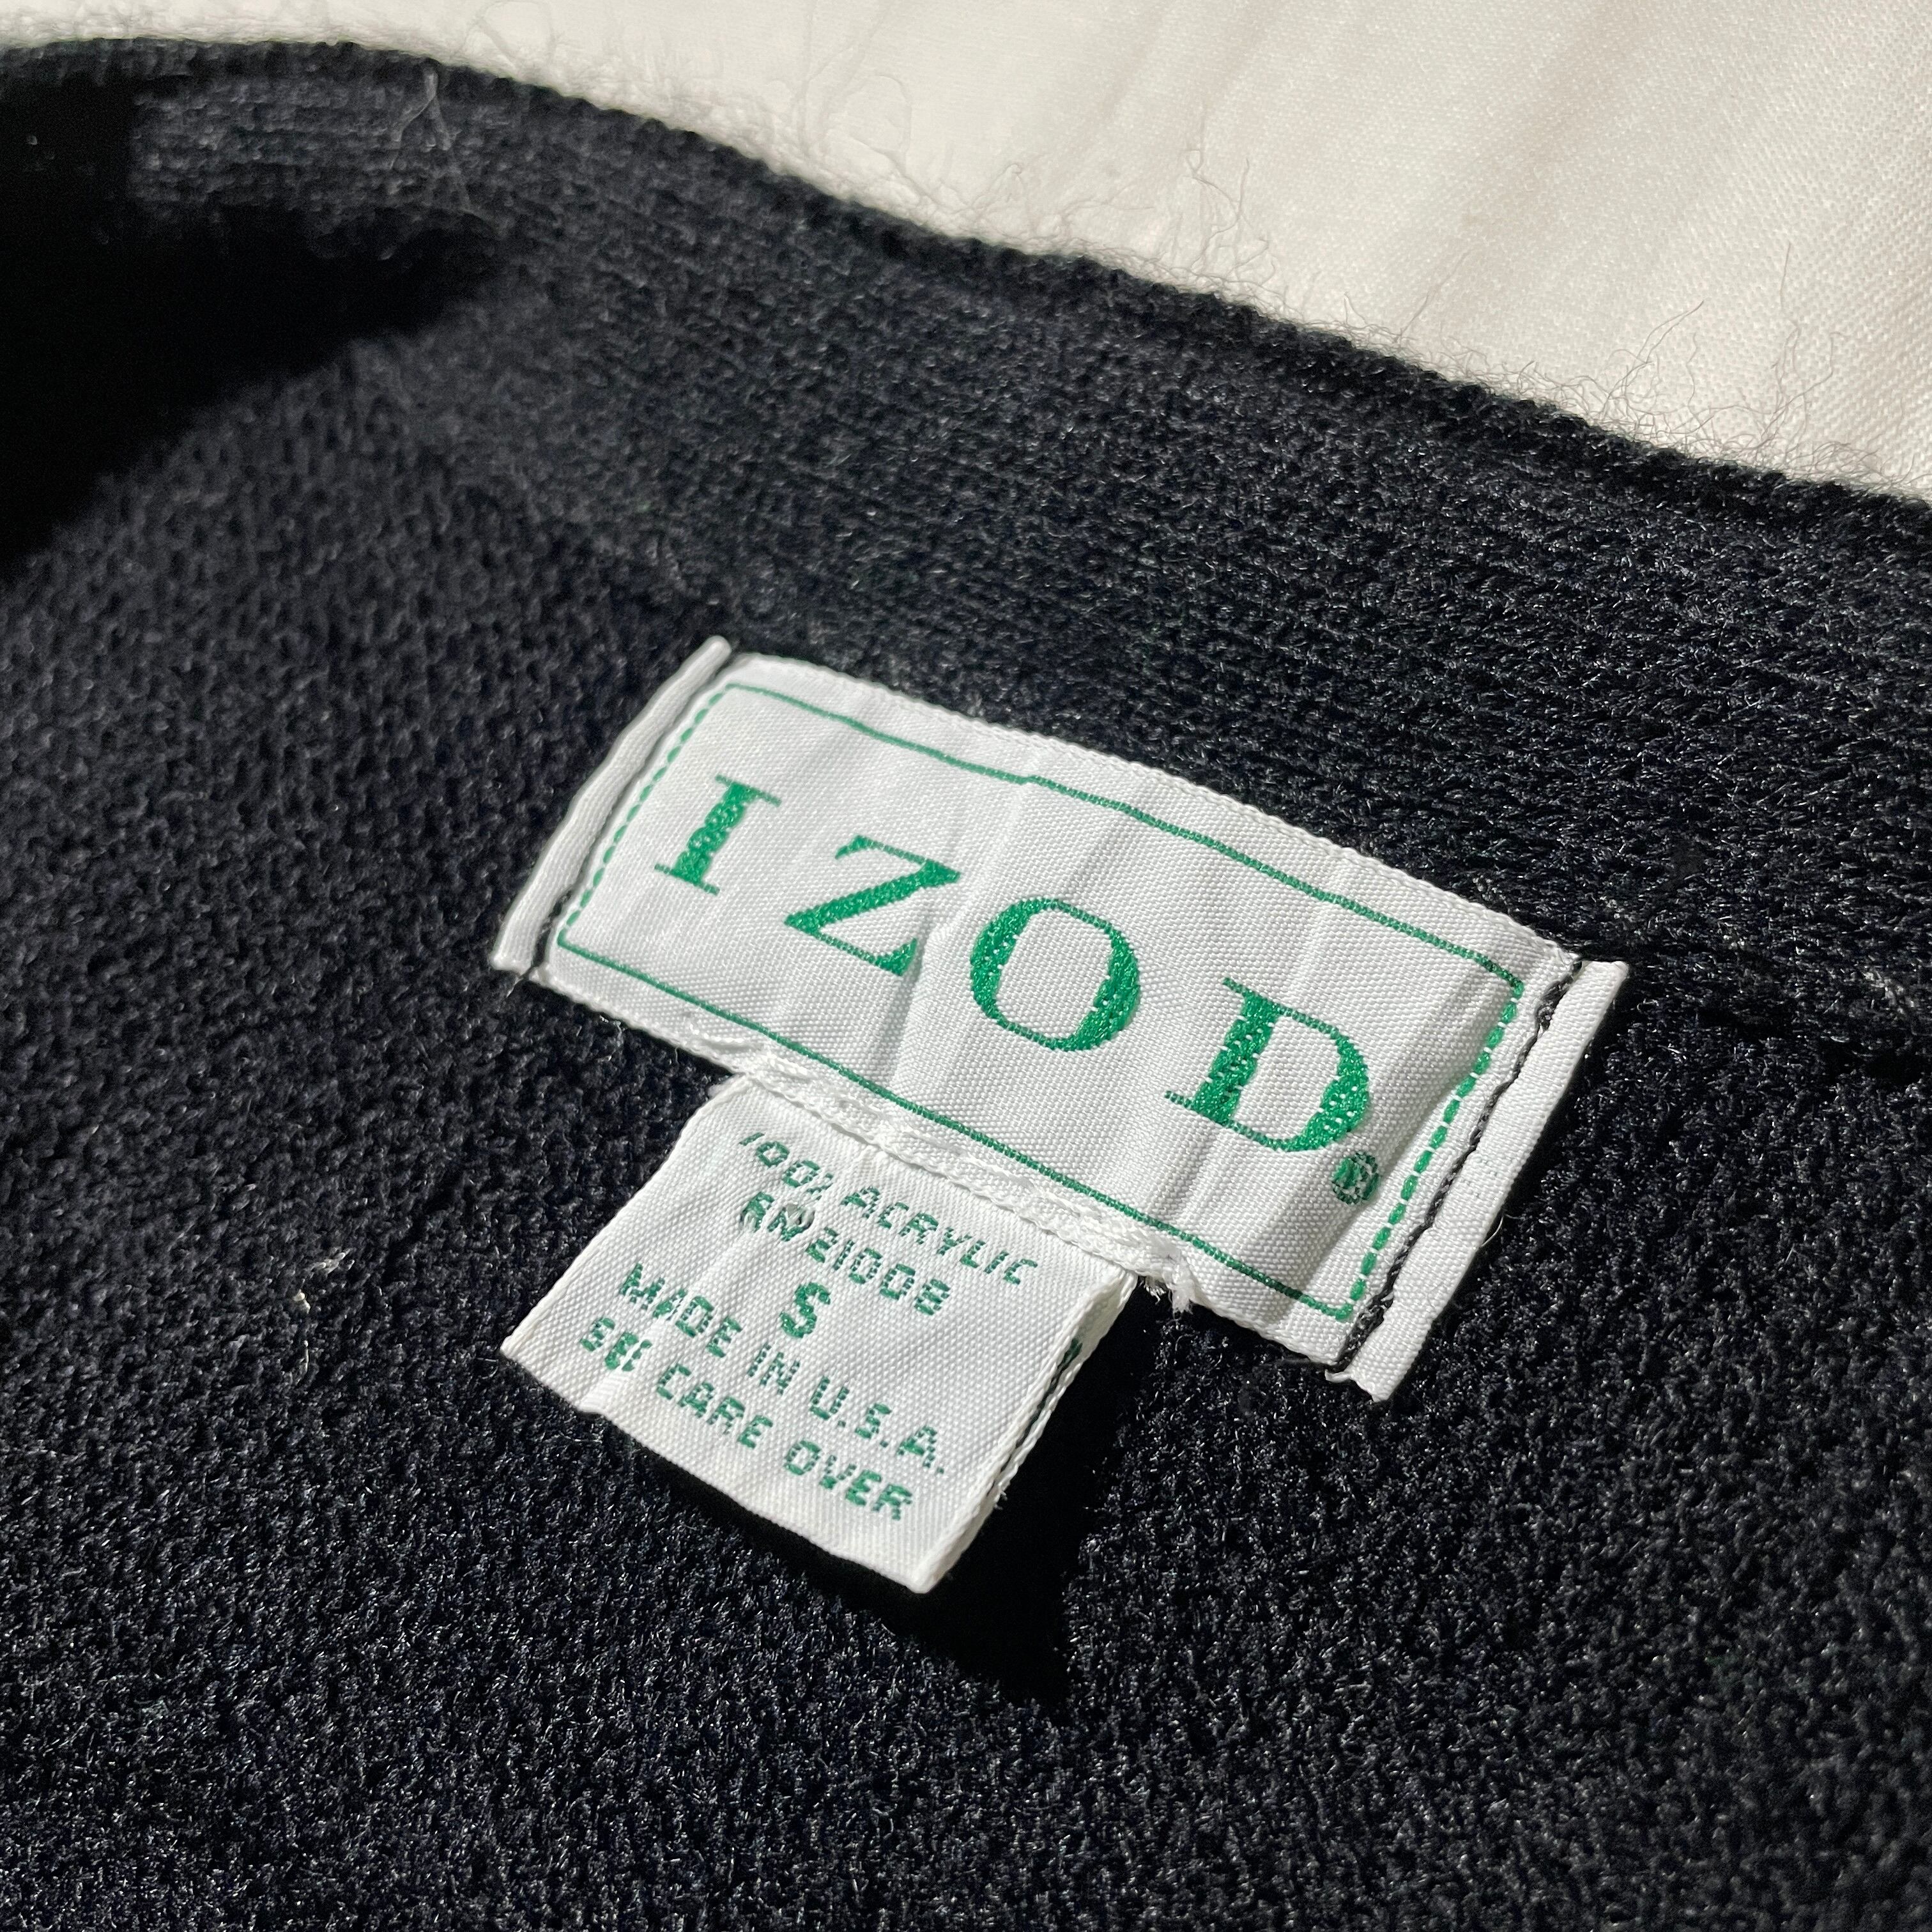 IZOD®
100% ACRYLIC
RN21008
S
MADE IN U.S.A.
SEE CARE OVER